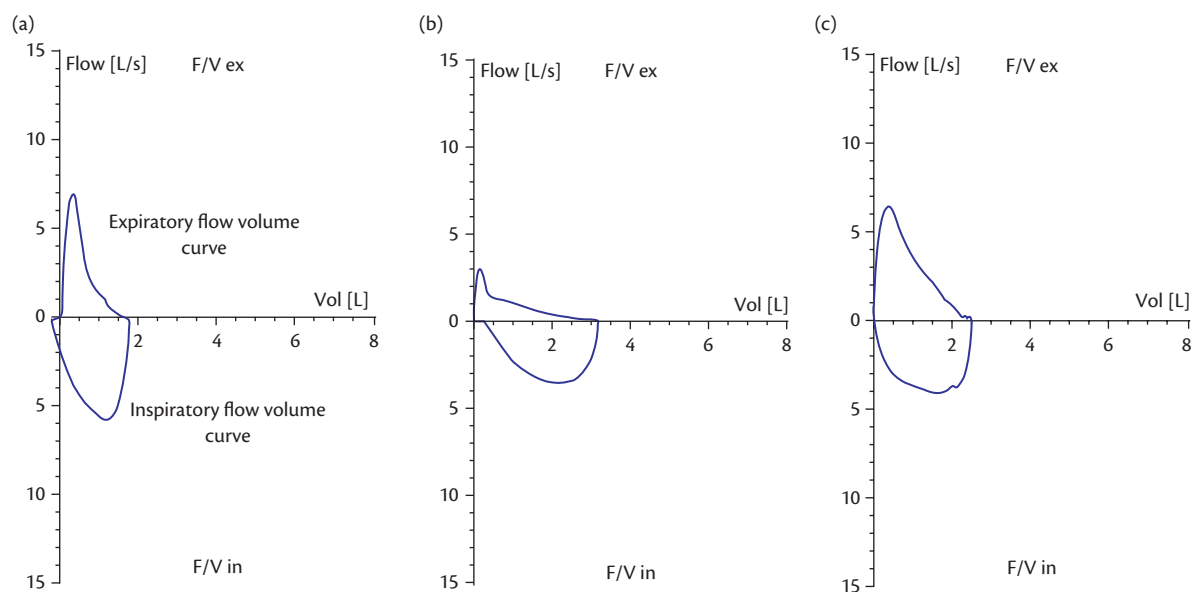 (a)
15
Flow [L/s]
F/V ex
10
Expiratory flow volume
curve
5
Vol [L]
0
2
4
6
8
5
Inspiratory flow volume
curve
10
F/V in
15
(b)
15
Flow [L/s]
F/V ex
10
5
Vol [L]
0
2
4
6
8
5
10
F/V in
15
(c)
15
Flow [L/s]
F/V ex
10
5
Vol [L]
0
2
4
6
8
5
10
F/V in
15